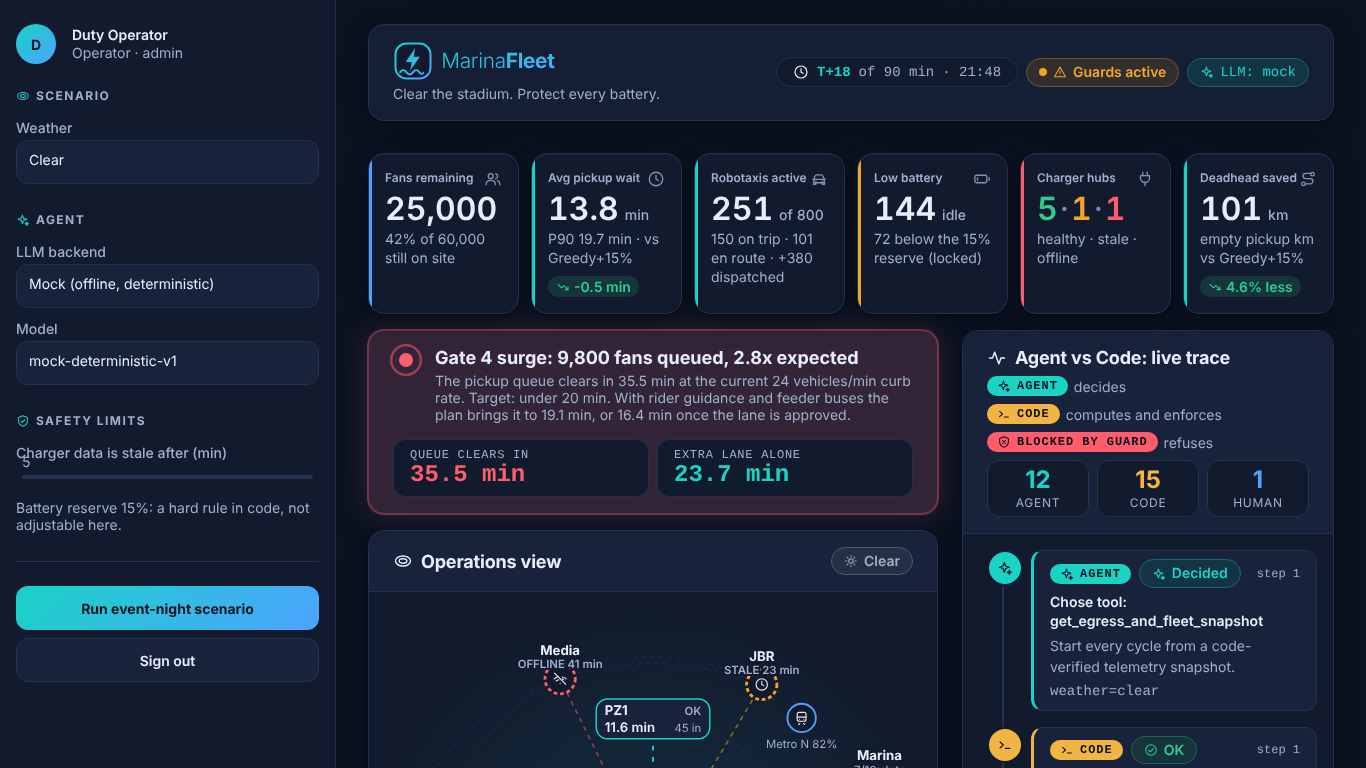 D
Duty Operator
Operator · admin
SCENARIO
Weather
Clear
AGENT
LLM backend
Mock (offline, deterministic)
Model
mock-deterministic-v1
SAFETY LIMITS
Charger data is stale after (min)
5
Battery reserve 15%: a hard rule in code, not
adjustable here.
Run event-night scenario
Sign out
MarinaFleet
Clear the stadium. Protect every battery.
T+18 of 90 min · 21:48
Guards active
LLM: mock
Fans remaining
25,000
42% of 60,000
still on site
Avg pickup wait
13.8 min
P90 19.7 min · vs
Greedy+15%
-0.5 min
Robotaxis active
251 of 800
150 on trip · 101
en route · +380
dispatched
Low battery
144 idle
72 below the 15%
reserve (locked)
Charger hubs
5·1·1
healthy · stale ·
offline
Deadhead saved
101 km
empty pickup km
vs Greedy+15%
4.6% less
Gate 4 surge: 9,800 fans queued, 2.8x expected
The pickup queue clears in 35.5 min at the current 24 vehicles/min curb
rate. Target: under 20 min. With rider guidance and feeder buses the
plan brings it to 19.1 min, or 16.4 min once the lane is approved.
QUEUE CLEARS IN
35.5 min
EXTRA LANE ALONE
23.7 min
Operations view
Clear
Media
OFFLINE 41 min
JBR
STALE 23 min
PZ1 OK
11.6 min 45 in
Metro N 82%
Marina
Agent vs Code: live trace
AGENT decides
CODE computes and enforces
BLOCKED BY GUARD refuses
12
AGENT
15
CODE
1
HUMAN
AGENT Decided step 1
Chose tool:
get_egress_and_fleet_snapshot
Start every cycle from a code-
verified telemetry snapshot.
weather=clear
CODE OK step 1